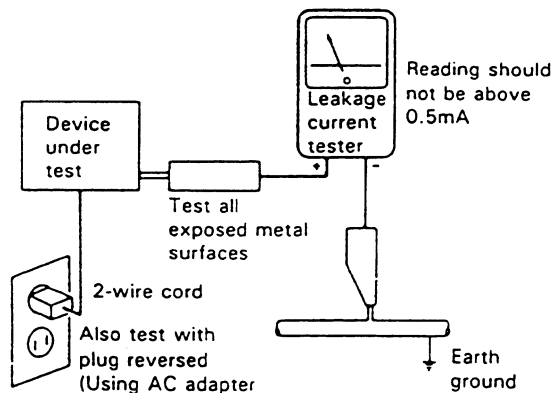 Device
under
test
Leakage
current
tester
+ -
Reading should
not be above
0.5mA
Test all
exposed metal
surfaces
2-wire cord
Also test with
plug reversed
(Using AC adapter
Earth
ground